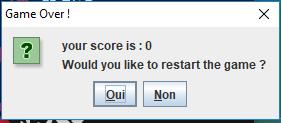 Game Over !
your score is : 0
Would you like to restart the game ?
Oui Non